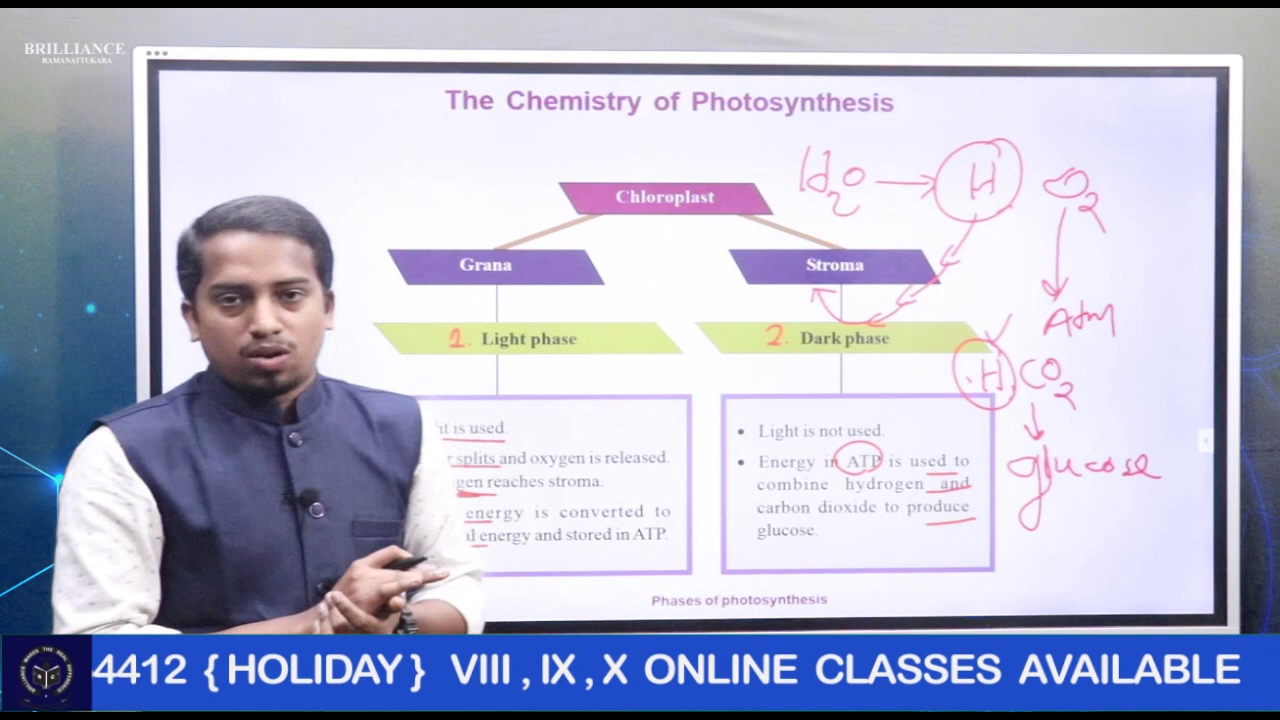 BRILLIANCE
RAMANATTUKARA
The Chemistry of Photosynthesis
H2O → H O2
Chloroplast
Grana
Stroma
1. Light phase
2. Dark phase
Atm
.H CO2
glucose
is used.
splits and oxygen is released.
gen reaches stroma.
energy is converted to
al energy and stored in ATP.
• Light is not used.
• Energy in ATP is used to
combine hydrogen and
carbon dioxide to produce
glucose.
Phases of photosynthesis
4412 { HOLIDAY } VIII , IX , X ONLINE CLASSES AVAILABLE